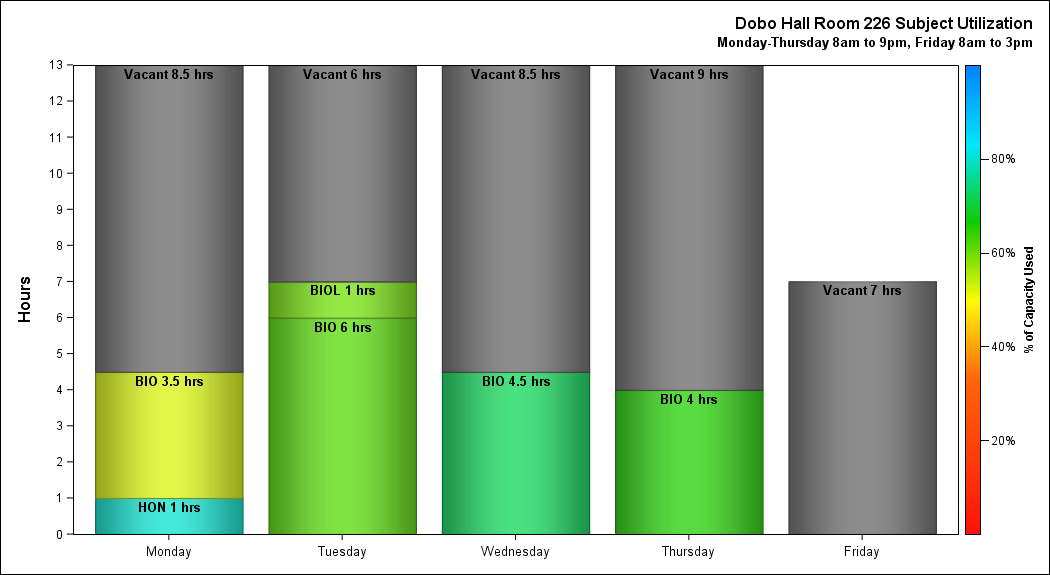 Dobo Hall Room 226 Subject Utilization
Monday-Thursday 8am to 9pm, Friday 8am to 3pm
Hours
13
12
11
10
9
8
7
6
5
4
3
2
1
0
Vacant 8.5 hrs
BIO 3.5 hrs
HON 1 hrs
Vacant 6 hrs
BIOL 1 hrs
BIO 6 hrs
Vacant 8.5 hrs
BIO 4.5 hrs
Vacant 9 hrs
BIO 4 hrs
Vacant 7 hrs
Monday
Tuesday
Wednesday
Thursday
Friday
80%
60%
40%
20%
% of Capacity Used